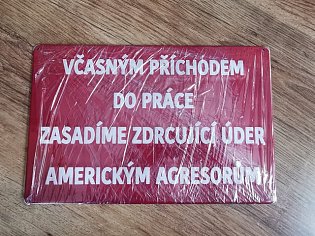 VČASNÝM PŘÍCHODEM
DO PRÁCE
ZASADÍME ZDRCUJÍCÍ ÚDER
AMERICKÝM AGRESORŮM